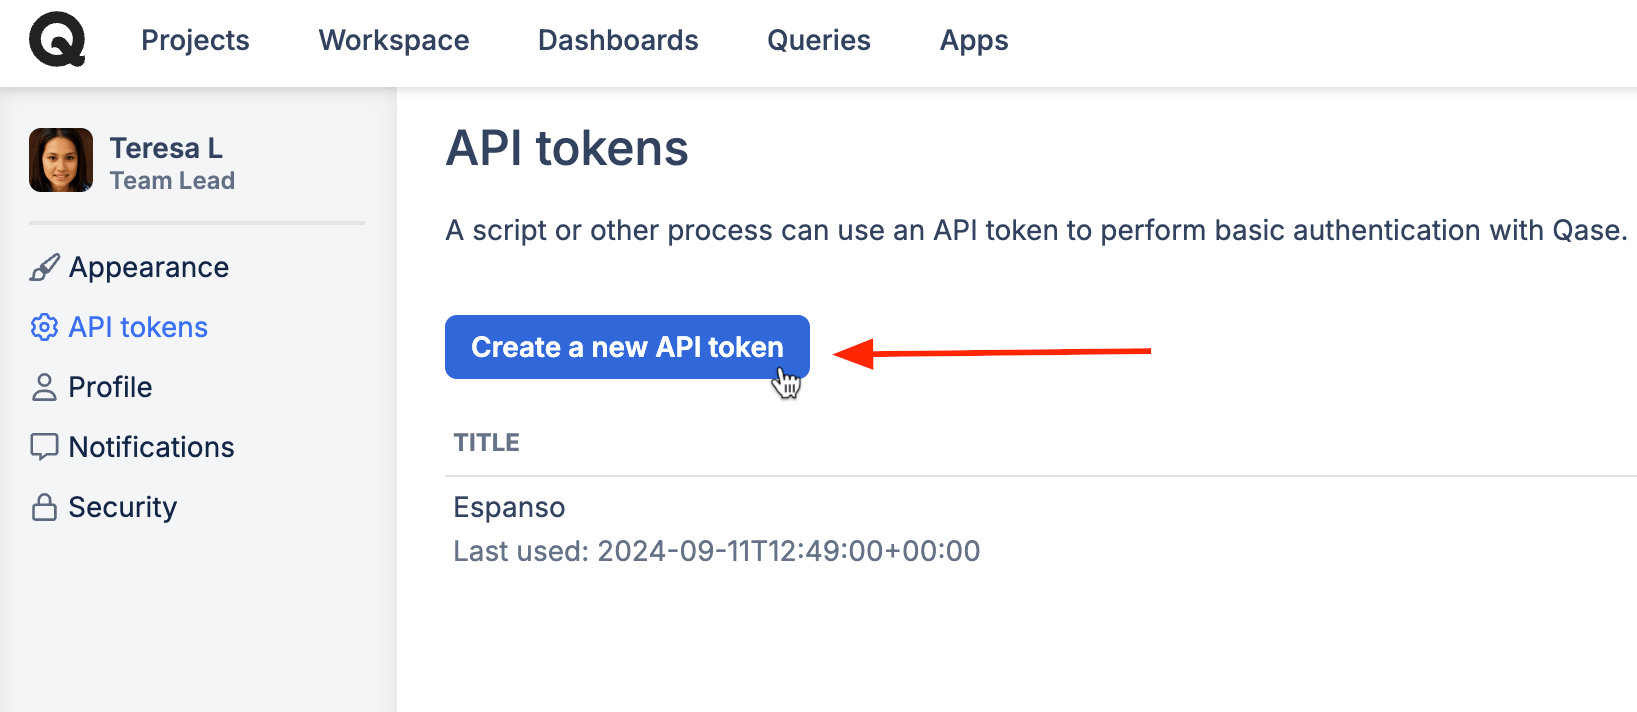 Projects Workspace Dashboards Queries Apps
Teresa L
Team Lead
Appearance
API tokens
Profile
Notifications
Security
API tokens
A script or other process can use an API token to perform basic authentication with Qase.
Create a new API token
TITLE
Espanso
Last used: 2024-09-11T12:49:00+00:00